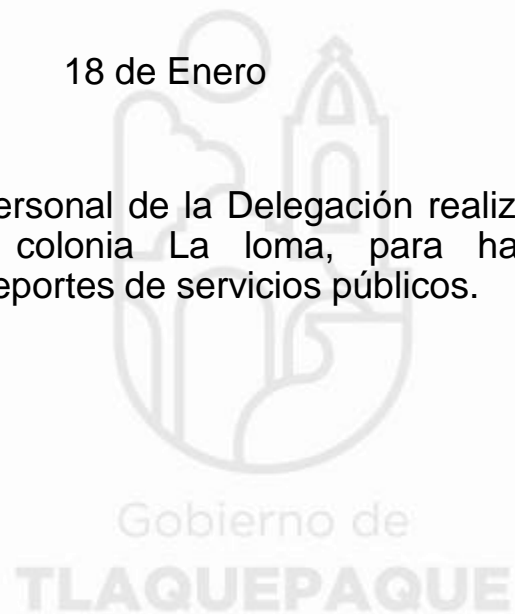 18 de Enero
ersonal de la Delegación realiz
colonia La loma, para ha
eportes de servicios públicos.
Gobierno de
TLAQUEPAQUE